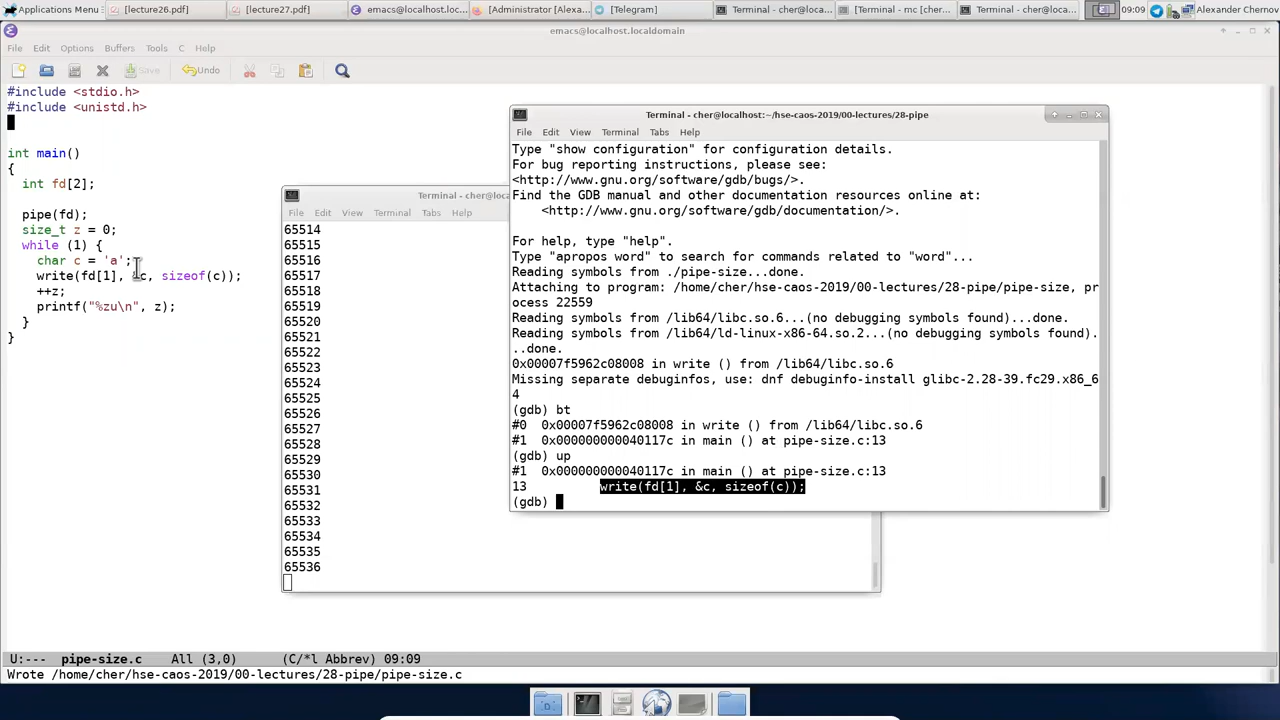 Applications Menu
[lecture26.pdf]
[lecture27.pdf]
emacs@localhost.locald...
[Administrator [Alexa...
[Telegram]
Terminal - cher@loca...
[Terminal - mc [cher@...
Terminal - cher@loca...
09:09
Alexander Chernov
emacs@localhost.localdomain
File Edit Options Buffers Tools C Help
Save Undo
#include <stdio.h>
#include <unistd.h>
int main()
{
int fd[2];
pipe(fd);
size_t z = 0;
while (1) {
char c = 'a';
write(fd[1], &c, sizeof(c));
++z;
printf("%zu\n", z);
}
}
Terminal - cher@loc
File Edit View Terminal Tabs Help
65514
65515
65516
65517
65518
65519
65520
65521
65522
65523
65524
65525
65526
65527
65528
65529
65530
65531
65532
65533
65534
65535
65536
Terminal - cher@localhost:~/hse-caos-2019/00-lectures/28-pipe
File Edit View Terminal Tabs Help
Type "show configuration" for configuration details.
For bug reporting instructions, please see:
<http://www.gnu.org/software/gdb/bugs/>.
Find the GDB manual and other documentation resources online at:
<http://www.gnu.org/software/gdb/documentation/>.
For help, type "help".
Type "apropos word" to search for commands related to "word"...
Reading symbols from ./pipe-size...done.
Attaching to program: /home/cher/hse-caos-2019/00-lectures/28-pipe/pipe-size, pr
ocess 22559
Reading symbols from /lib64/libc.so.6...(no debugging symbols found)...done.
Reading symbols from /lib64/ld-linux-x86-64.so.2...(no debugging symbols found).
..done.
0x00007f5962c08008 in write () from /lib64/libc.so.6
Missing separate debuginfos, use: dnf debuginfo-install glibc-2.28-39.fc29.x86_6
4
(gdb) bt
#0 0x00007f5962c08008 in write () from /lib64/libc.so.6
#1 0x000000000040117c in main () at pipe-size.c:13
(gdb) up
#1 0x000000000040117c in main () at pipe-size.c:13
13 write(fd[1], &c, sizeof(c));
(gdb)
U:--- pipe-size.c All (3,0) (C/*l Abbrev) 09:09
Wrote /home/cher/hse-caos-2019/00-lectures/28-pipe/pipe-size.c